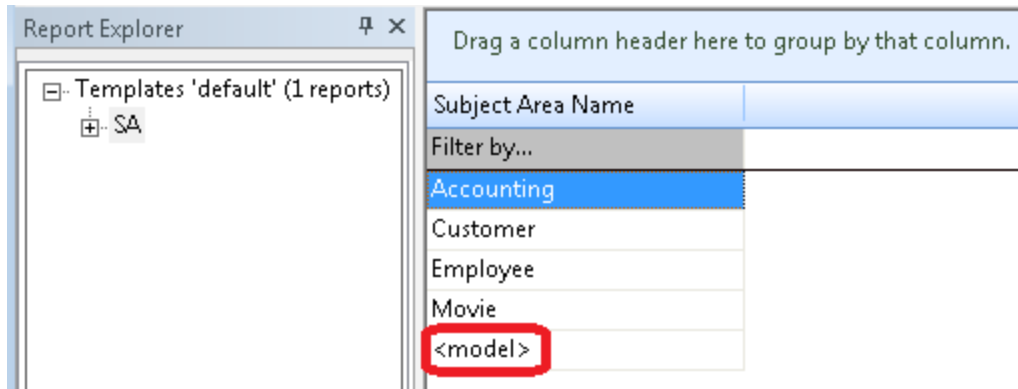 Report Explorer
Templates 'default' (1 reports)
SA
Drag a column header here to group by that column.
Subject Area Name
Filter by...
Accounting
Customer
Employee
Movie
<model>